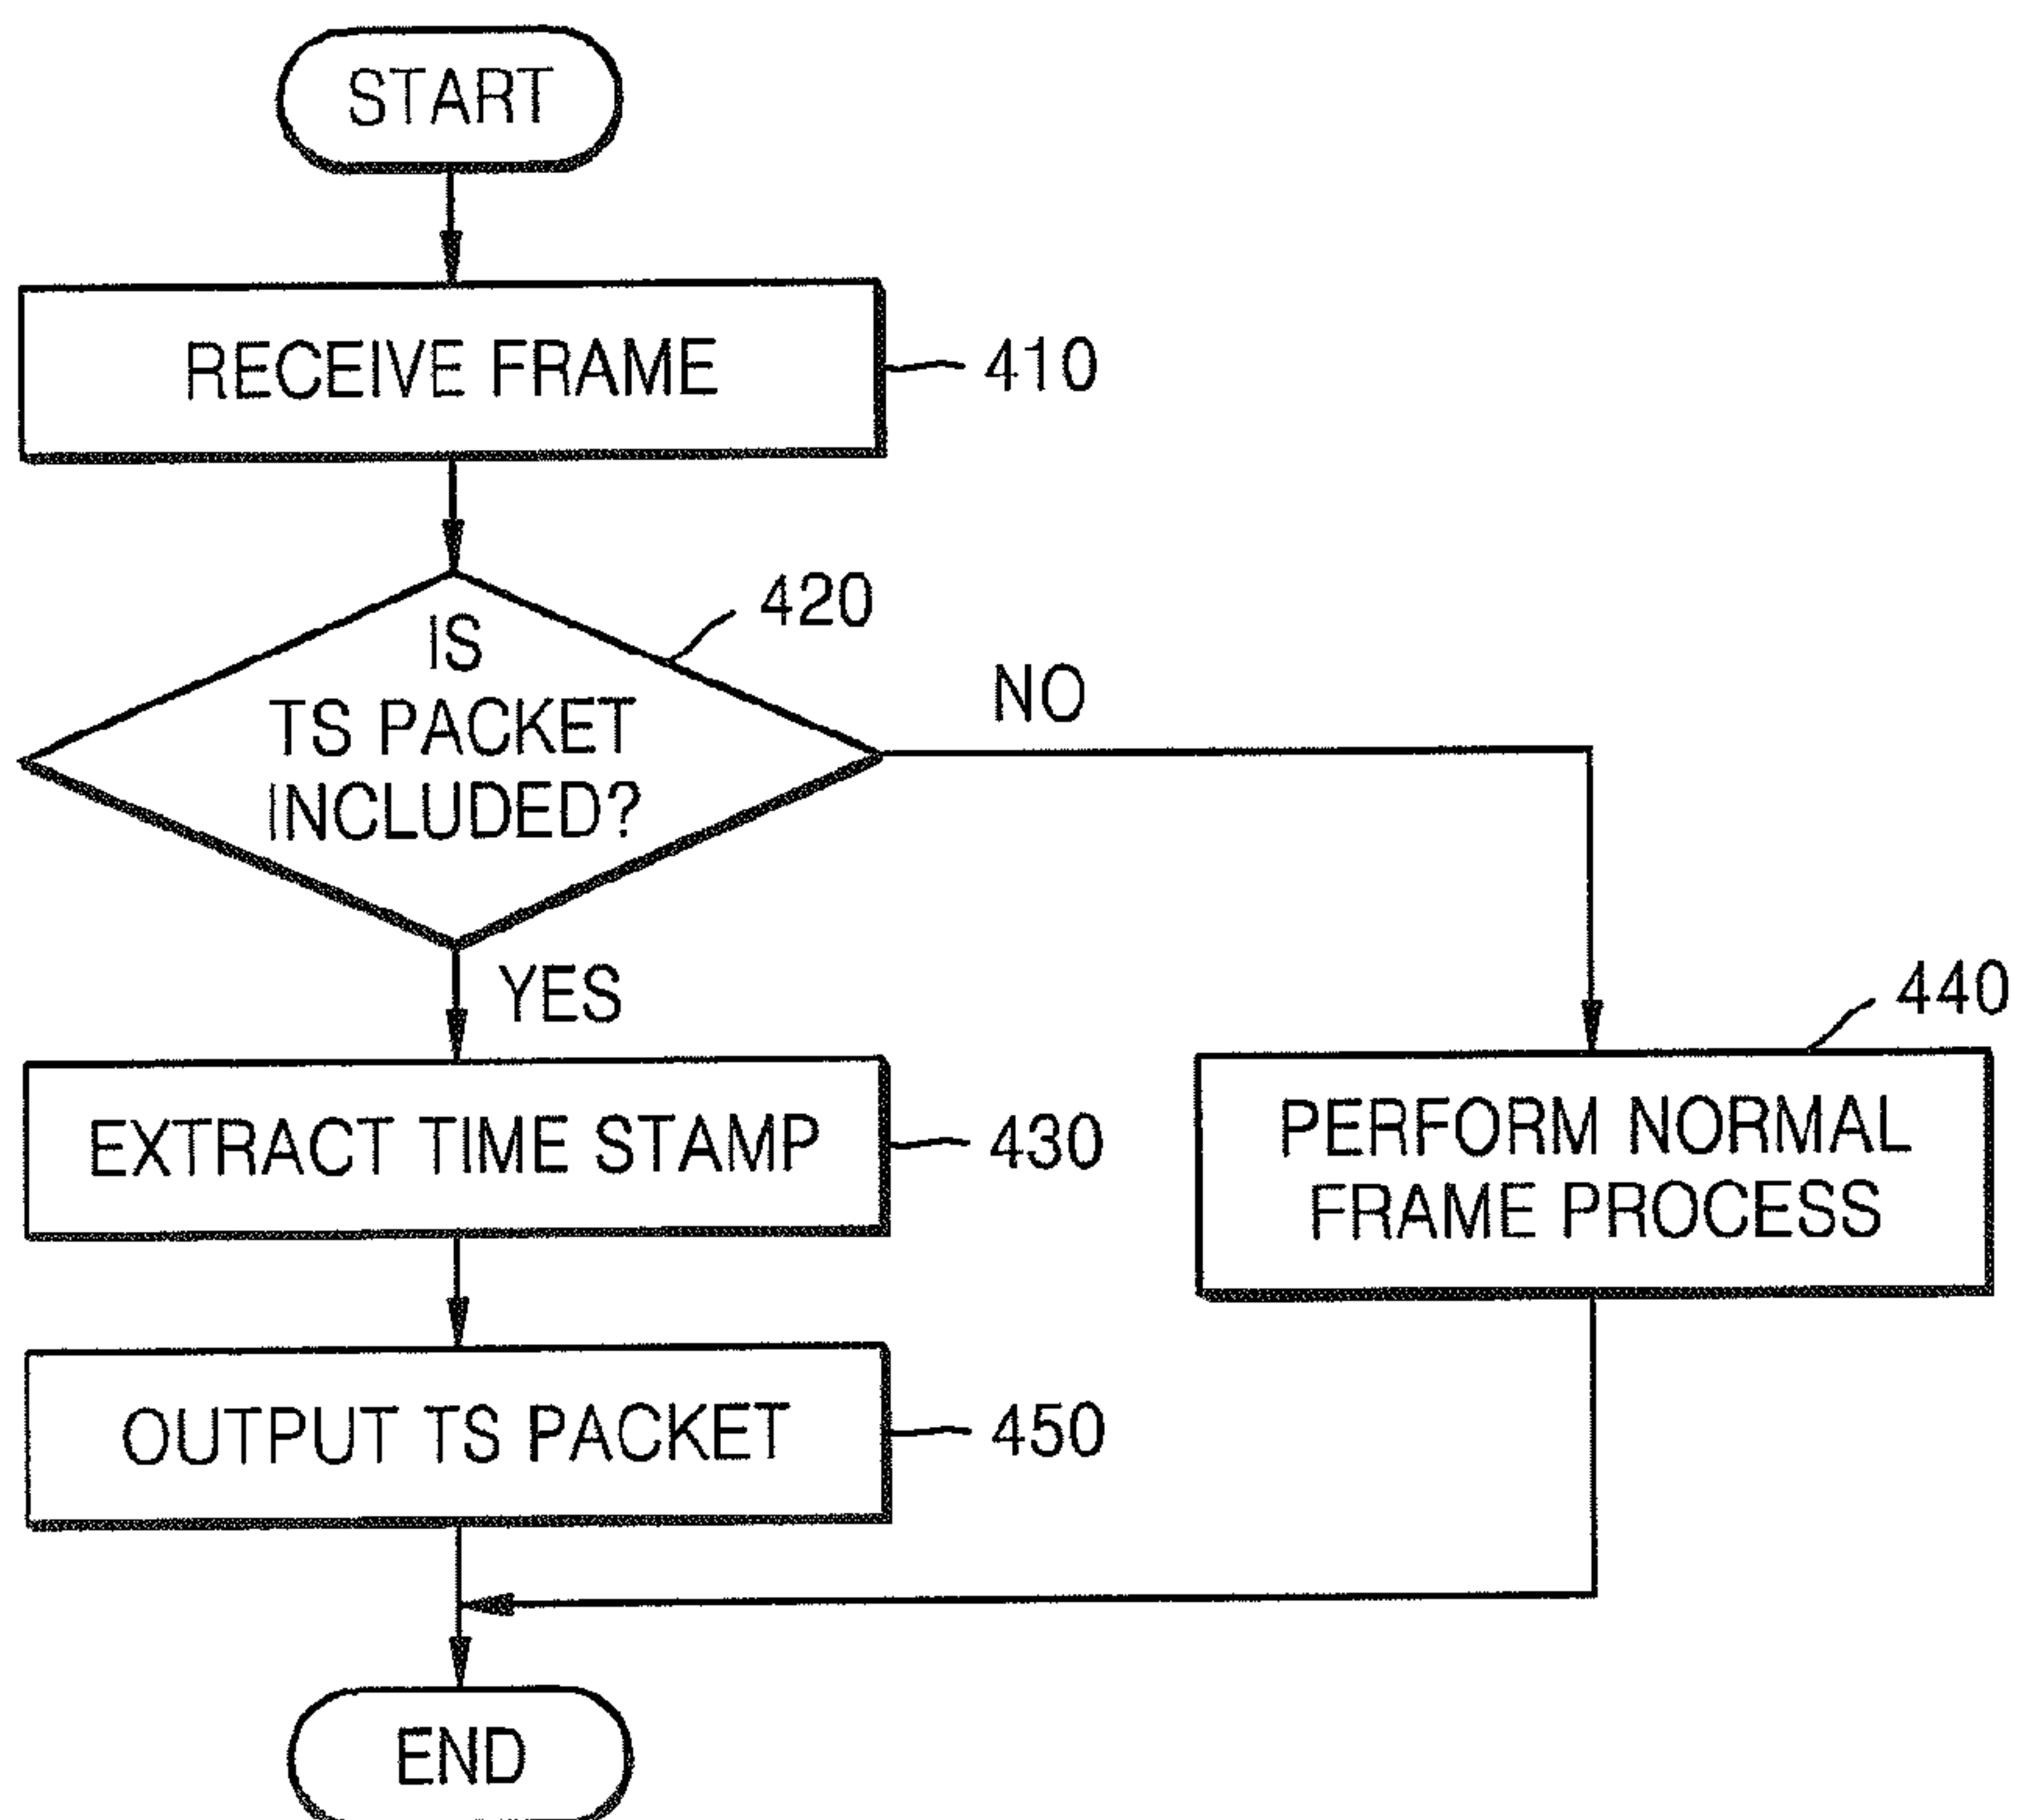 START
RECEIVE FRAME
410
420
IS
TS PACKET
INCLUDED?
NO
YES
440
EXTRACT TIME STAMP
430
PERFORM NORMAL
FRAME PROCESS
OUTPUT TS PACKET
450
END